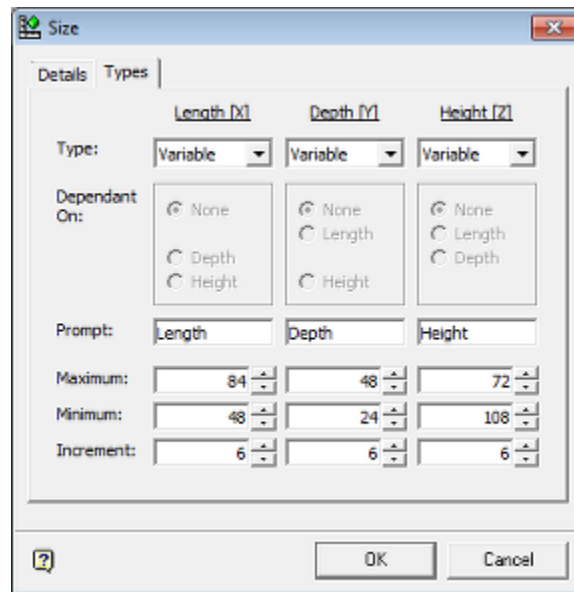 Size
Details Types
Length [X] Depth [Y] Height [Z]
Type: Variable Variable Variable
Dependant On:
None None None
Length Length
Depth Depth
Height Height
Prompt: Length Depth Height
Maximum: 84 48 72
Minimum: 48 24 108
Increment: 6 6 6
OK Cancel